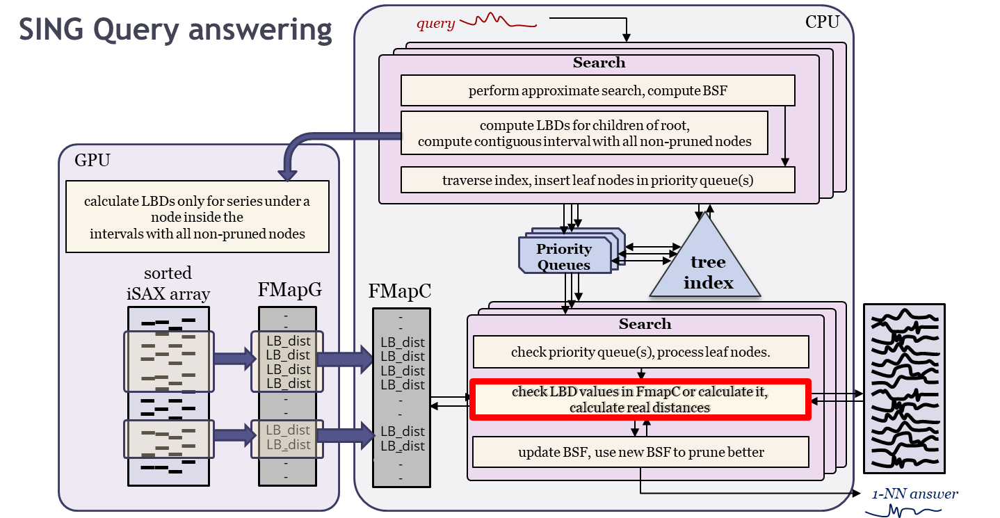 SING Query answering
query
CPU
Search
perform approximate search, compute BSF
compute LBDs for children of root,
compute contiguous interval with all non-pruned nodes
traverse index, insert leaf nodes in priority queue(s)
GPU
calculate LBDs only for series under a
node inside the
intervals with all non-pruned nodes
Priority
Queues
tree
index
sorted
iSAX array
FMapG
-
-
LB_dist
LB_dist
LB_dist
LB_dist
-
-
LB_dist
LB_dist
-
-
FMapC
-
-
LB_dist
LB_dist
LB_dist
LB_dist
-
-
LB_dist
LB_dist
-
-
Search
check priority queue(s), process leaf nodes.
check LBD values in FmapC or calculate it,
calculate real distances
update BSF, use new BSF to prune better
1-NN answer